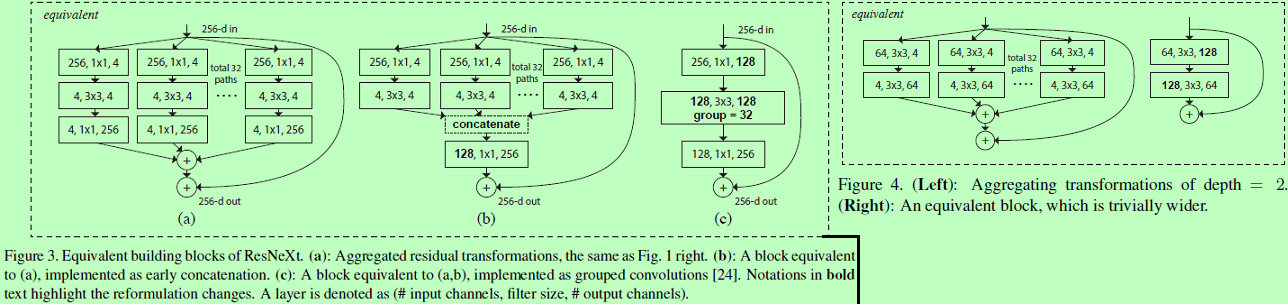 equivalent
256-d in
256, 1x1, 4
256, 1x1, 4
total 32
paths
256, 1x1, 4
4, 3x3, 4
4, 3x3, 4
....
4, 3x3, 4
4, 1x1, 256
4, 1x1, 256
4, 1x1, 256
+
+
256-d out
(a)
256-d in
256, 1x1, 4
256, 1x1, 4
total 32
paths
256, 1x1, 4
4, 3x3, 4
4, 3x3, 4
....
4, 3x3, 4
concatenate
128, 1x1, 256
+
256-d out
(b)
256-d in
256, 1x1, 128
128, 3x3, 128
group = 32
128, 1x1, 256
+
256-d out
(c)
Figure 3. Equivalent building blocks of ResNeXt. (a): Aggregated residual transformations, the same as Fig. 1 right. (b): A block equivalent
to (a), implemented as early concatenation. (c): A block equivalent to (a,b), implemented as grouped convolutions [24]. Notations in bold
text highlight the reformulation changes. A layer is denoted as (# input channels, filter size, # output channels).
equivalent
64, 3x3, 4
64, 3x3, 4
total 32
paths
64, 3x3, 4
4, 3x3, 64
4, 3x3, 64
....
4, 3x3, 64
+
+
64, 3x3, 128
128, 3x3, 64
+
Figure 4. (Left): Aggregating transformations of depth = 2.
(Right): An equivalent block, which is trivially wider.